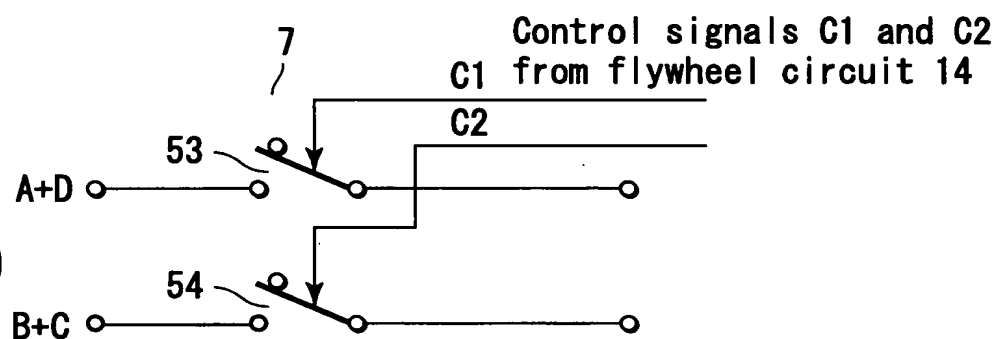 7
Control signals C1 and C2
from flywheel circuit 14
C1
C2
53
A+D
54
B+C
)